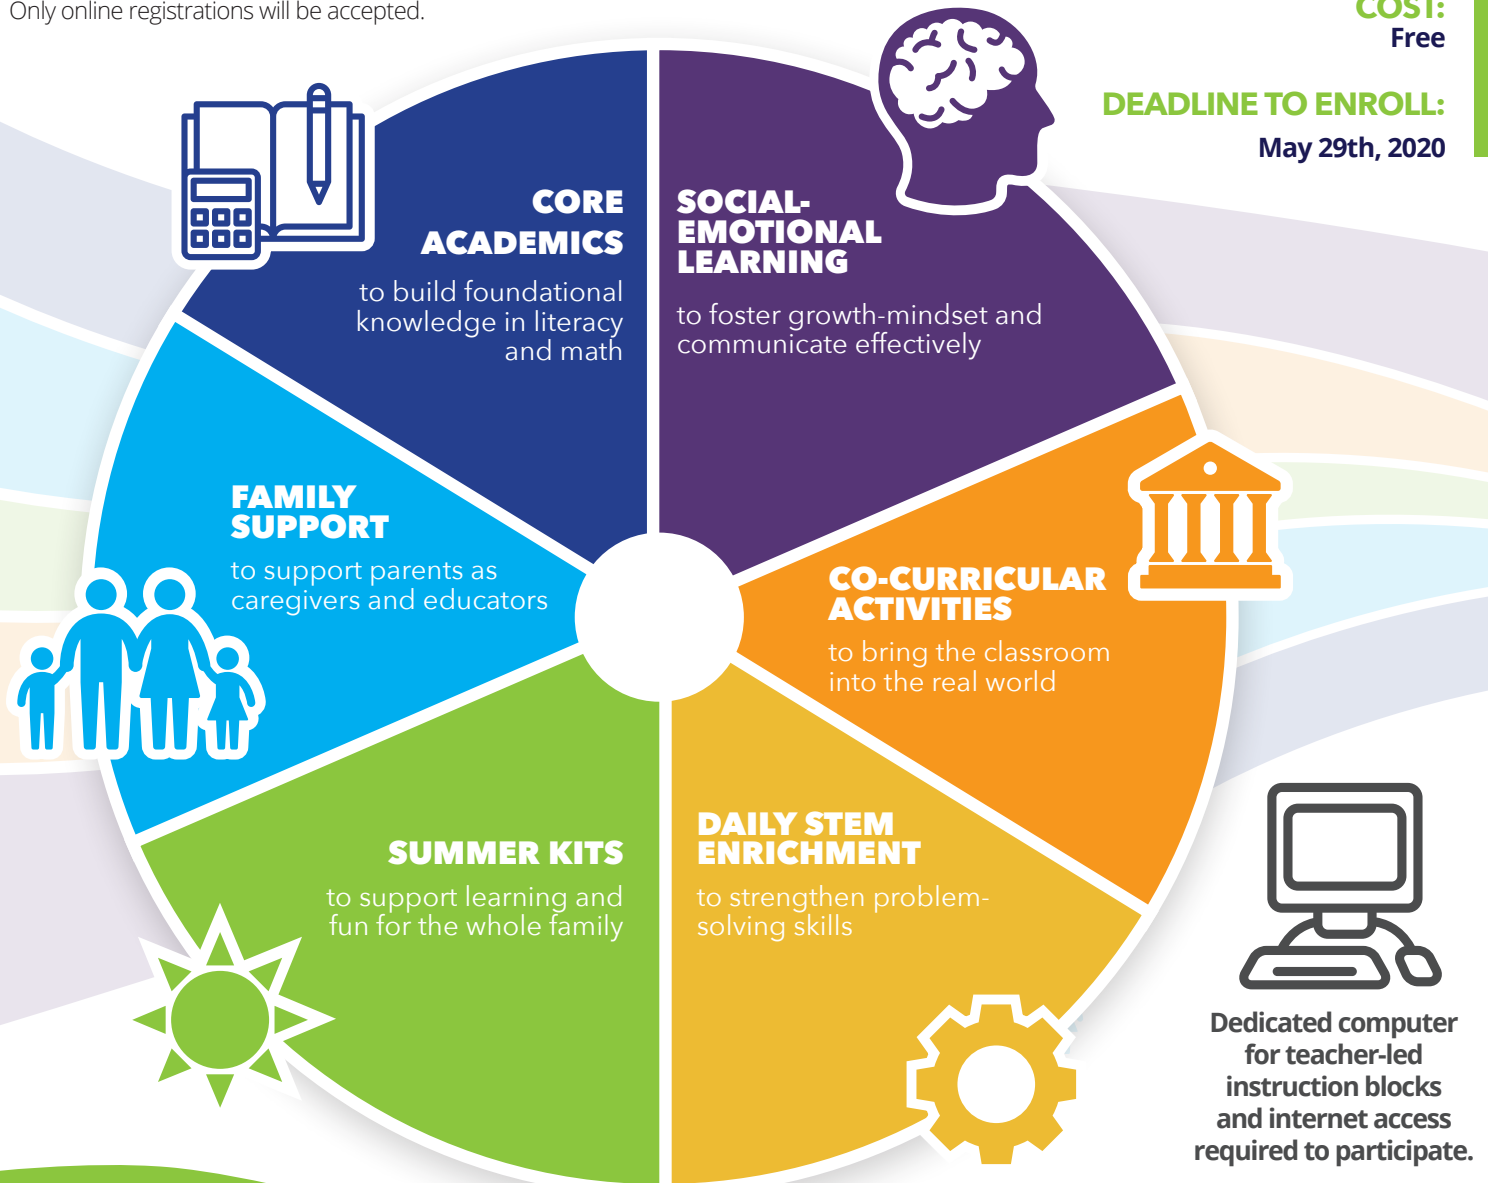 Only online registrations will be accepted.
COST:
Free
DEADLINE TO ENROLL:
May 29th, 2020
CORE
ACADEMICS
to build foundational
knowledge in literacy
and math
SOCIAL-
EMOTIONAL
LEARNING
to foster growth-mindset and
communicate effectively
FAMILY
SUPPORT
to support parents as
caregivers and educators
CO-CURRICULAR
ACTIVITIES
to bring the classroom
into the real world
SUMMER KITS
to support learning and
fun for the whole family
DAILY STEM
ENRICHMENT
to strengthen problem-
solving skills
Dedicated computer
for teacher-led
instruction blocks
and internet access
required to participate.